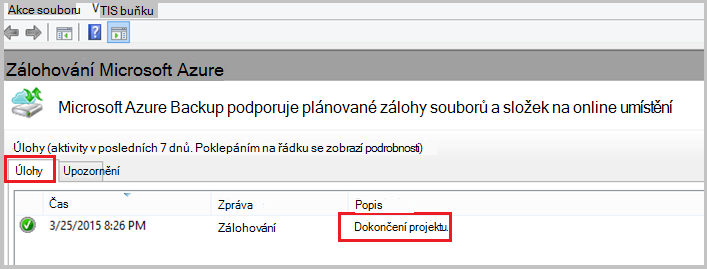 Akce souboru V TIS buňku
Zálohování Microsoft Azure
Microsoft Azure Backup podporuje plánované zálohy souborů a složek na online umístění
Úlohy (aktivity v posledních 7 dnů. Poklepáním na řádku se zobrazí podrobnosti)
Úlohy Upozornění
Čas Zpráva Popis
3/25/2015 8:26 PM Zálohování Dokončení projektu.